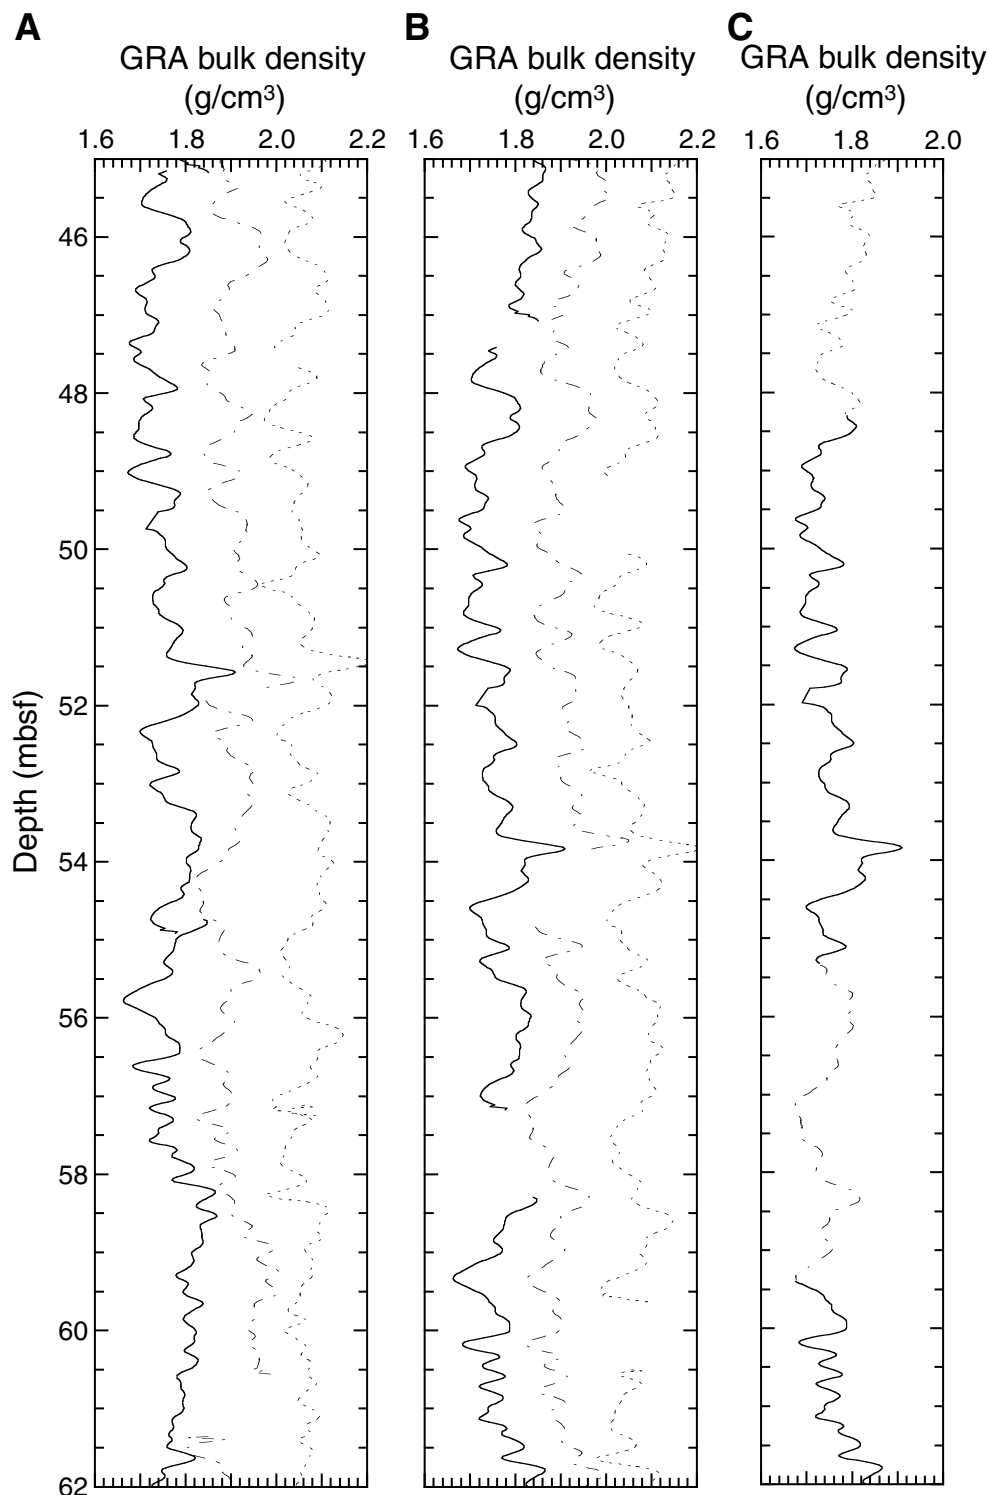 A B C
GRA bulk density GRA bulk density GRA bulk density
(g/cm³) (g/cm³) (g/cm³)
1.6 1.8 2.0 2.2 1.6 1.8 2.0 2.2 1.6 1.8 2.0
46
48
50
52
54
56
58
60
62
Depth (mbsf)